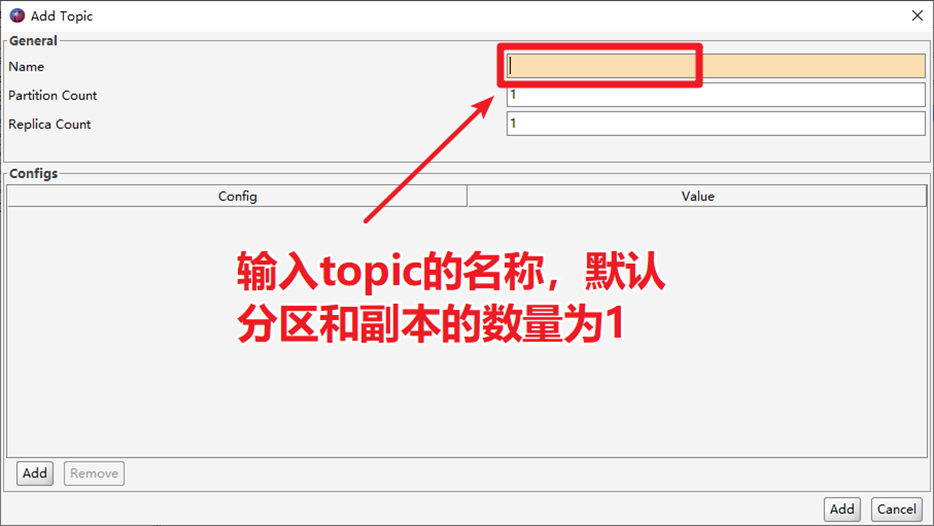 Add Topic
General
Name
Partition Count
1
Replica Count
1
Configs
Config
Value
输入topic的名称，默认
分区和副本的数量为1
Add
Remove
Add
Cancel